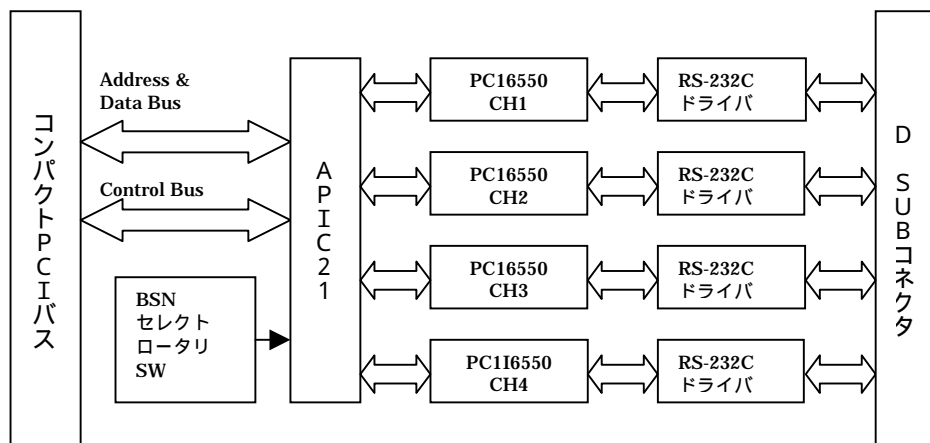 コンパクトPCIバス
Address &
Data Bus
Control Bus
BSN
セレクト
ロータリ
SW
APIC21
PC16550
CH1
RS-232C
ドライバ
PC16550
CH2
RS-232C
ドライバ
PC16550
CH3
RS-232C
ドライバ
PC1I6550
CH4
RS-232C
ドライバ
D SUBコネクタ